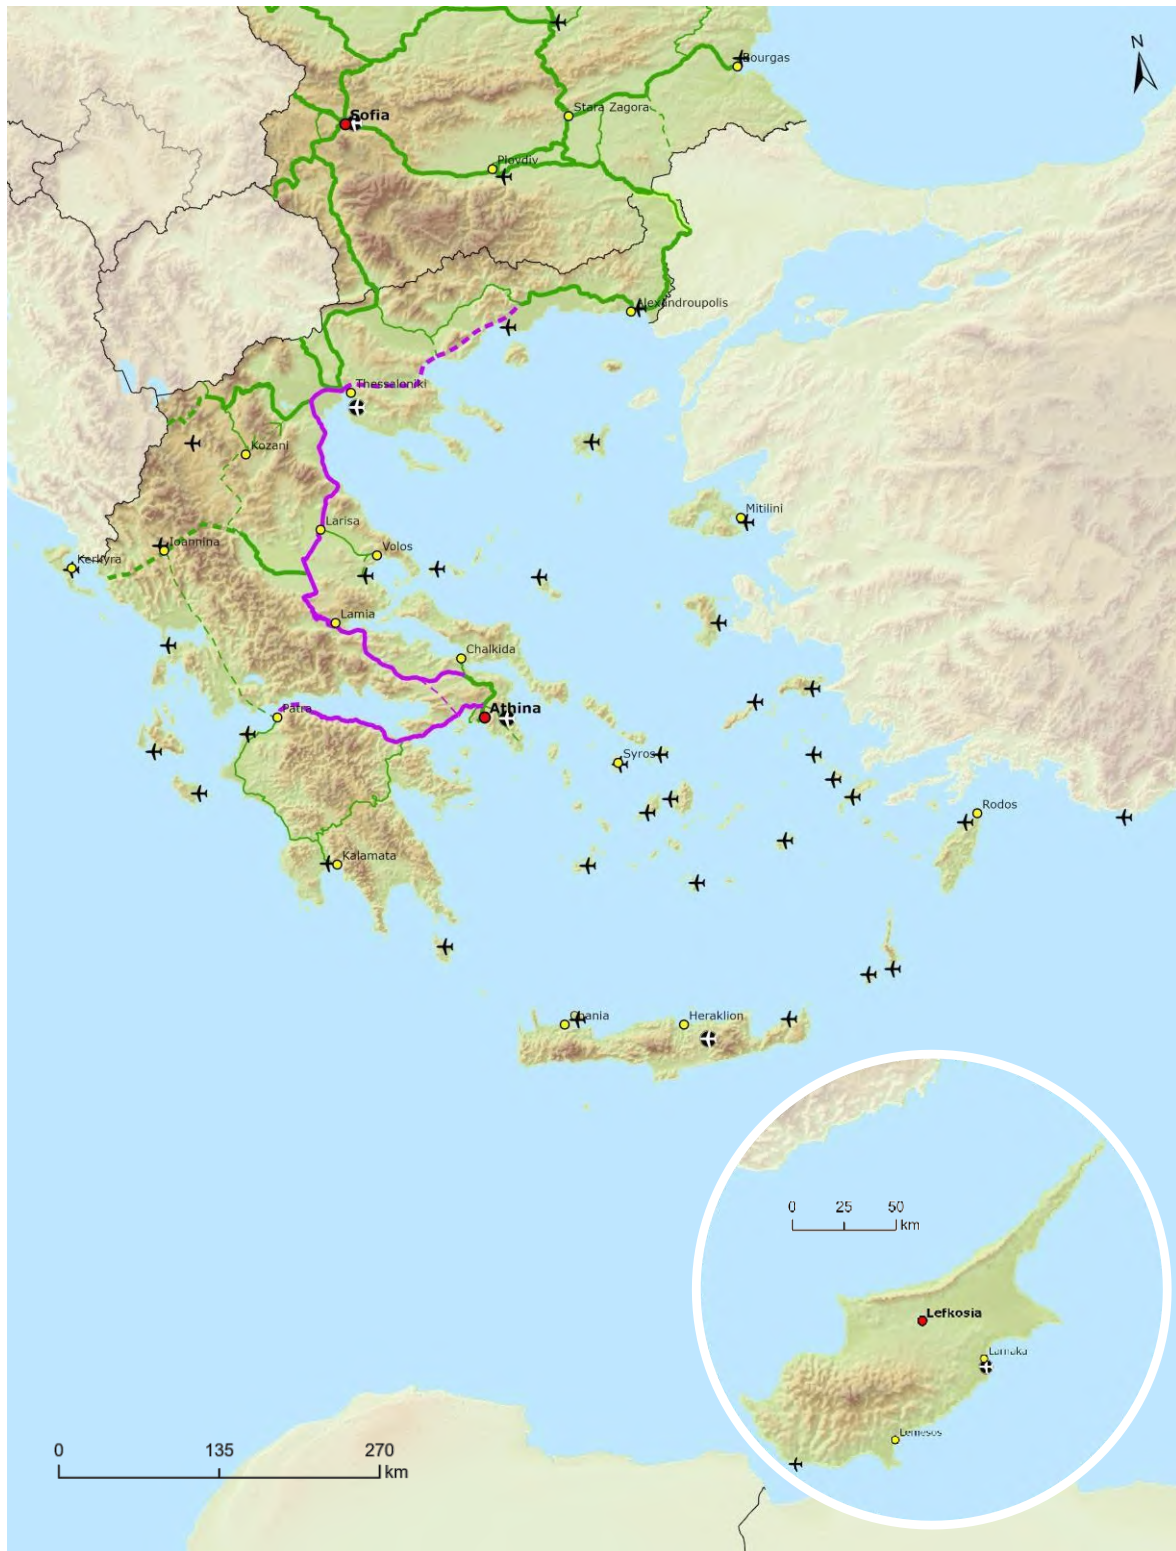 N
Bourgas
Stara Zagora
Sofia
Plovdiv
Alexandroupolis
Thessaloniki
Kozani
Mitilini
Larisa
Ioannina
Volos
Kerkyra
Lamia
Chalkida
Patra
Athina
Syros
Rodos
Kalamata
Chania
Heraklion
0 25 50
km
Lefkosia
Larnaka
Lemesos
0 135 270
km